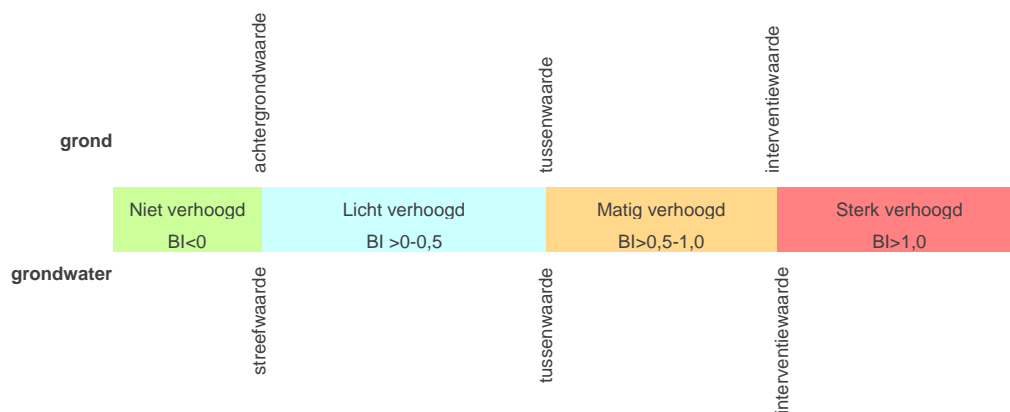 achtergrondwaarde
tussenwaarde
interventiewaarde
grond
Niet verhoogd
Licht verhoogd
Matig verhoogd
Sterk verhoogd
BI<0
BI >0-0,5
BI>0,5-1,0
BI>1,0
grondwater
streefwaarde
tussenwaarde
interventiewaarde